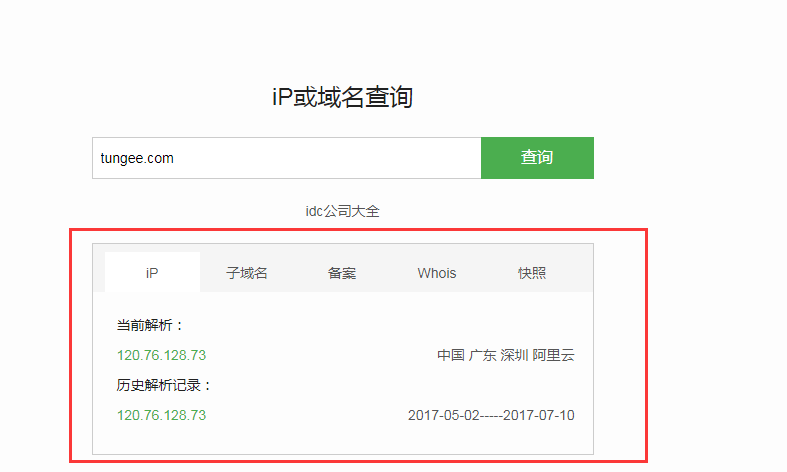 iP或域名查询
tungee.com 查询
idc公司大全
iP 子域名 备案 Whois 快照
当前解析：
120.76.128.73 中国 广东 深圳 阿里云
历史解析记录：
120.76.128.73 2017-05-02-----2017-07-10